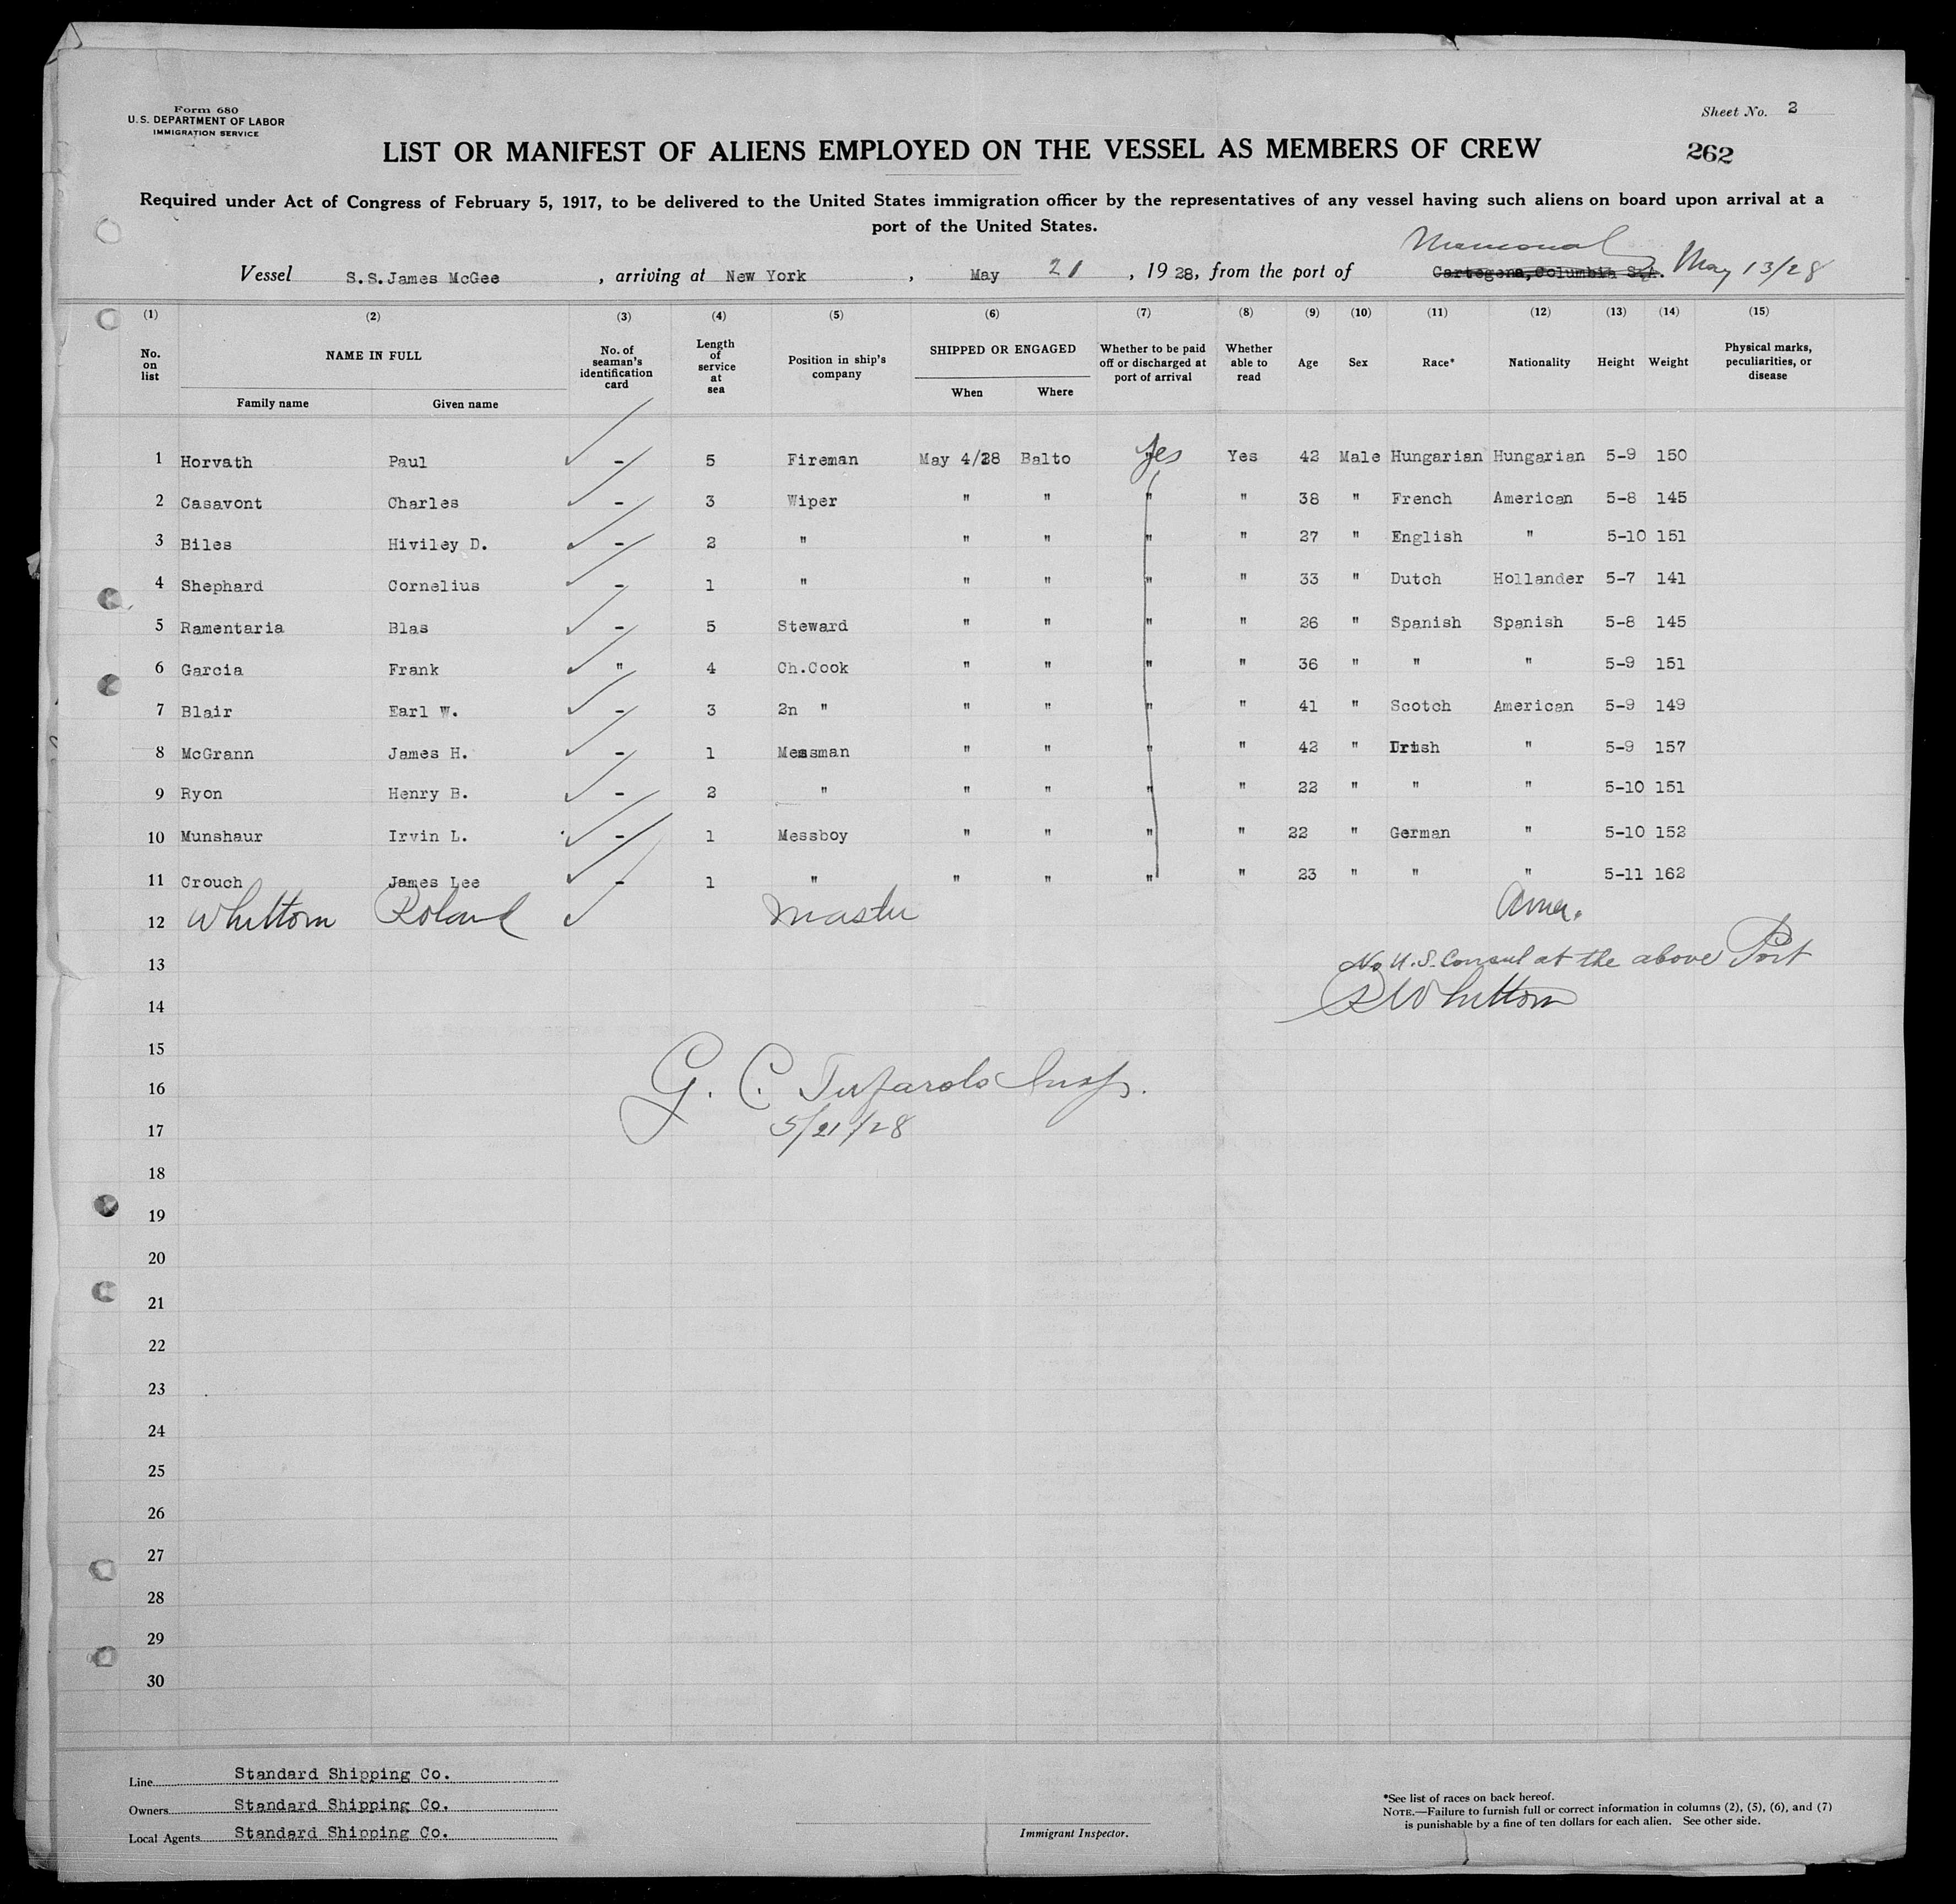 Form 680
U.S. DEPARTMENT OF LABOR
IMMIGRATION SERVICE
Sheet No. 2
LIST OR MANIFEST OF ALIENS EMPLOYED ON THE VESSEL AS MEMBERS OF CREW
262
Required under Act of Congress of February 5, 1917, to be delivered to the United States immigration officer by the representatives of any vessel having such aliens on board upon arrival at a
port of the United States.
Vessel S.S.James McGee, arriving at New York, May 21, 1928, from the port of Cartegena,Columbia S.A. May 13/28
(1) (2) (3) (4) (5) (6) (7) (8) (9) (10) (11) (12) (13) (14) (15)
No. on list NAME IN FULL No. of seaman's identification card Length of service at sea Position in ship's company SHIPPED OR ENGAGED Whether to be paid off or discharged at port of arrival Whether able to read Age Sex Race* Nationality Height Weight Physical marks, peculiarities, or disease
Family name Given name When Where
1 Horvath Paul - 5 Fireman May 4/28 Balto Yes Yes 42 Male Hungarian Hungarian 5-9 150
2 Casavont Charles - 3 Wiper " " " " 38 " French American 5-8 145
3 Biles Hiviley D. - 2 " " " " " 27 " English " 5-10 151
4 Shephard Cornelius - 1 " " " " " 33 " Dutch Hollander 5-7 141
5 Ramentaria Blas - 5 Steward " " " " 26 " Spanish Spanish 5-8 145
6 Garcia Frank " 4 Ch.Cook " " " " 36 " " " 5-9 151
7 Blair Earl W. - 3 2n " " " " " 41 " Scotch American 5-9 149
8 McGrann James H. - 1 Messman " " " " 42 " Irish " 5-9 157
9 Ryon Henry B. - 2 " " " " " 22 " " " 5-10 151
10 Munshaur Irvin L. - 1 Messboy " " " " 22 " German " 5-10 152
11 Crouch James Lee - 1 " " " " " 23 " " " 5-11 162
12 Whittom Roland Master Amer.
13 No U.S. Consul at the above Port
14 R Whittom
15
16 G. C. Insp.
17 5/21/28
18
19
20
21
22
23
24
25
26
27
28
29
30
Line Standard Shipping Co.
Owners Standard Shipping Co.
Local Agents Standard Shipping Co.
Immigrant Inspector.
*See list of races on back hereof.
NOTE.—Failure to furnish full or correct information in columns (2), (5), (6), and (7)
is punishable by a fine of ten dollars for each alien. See other side.